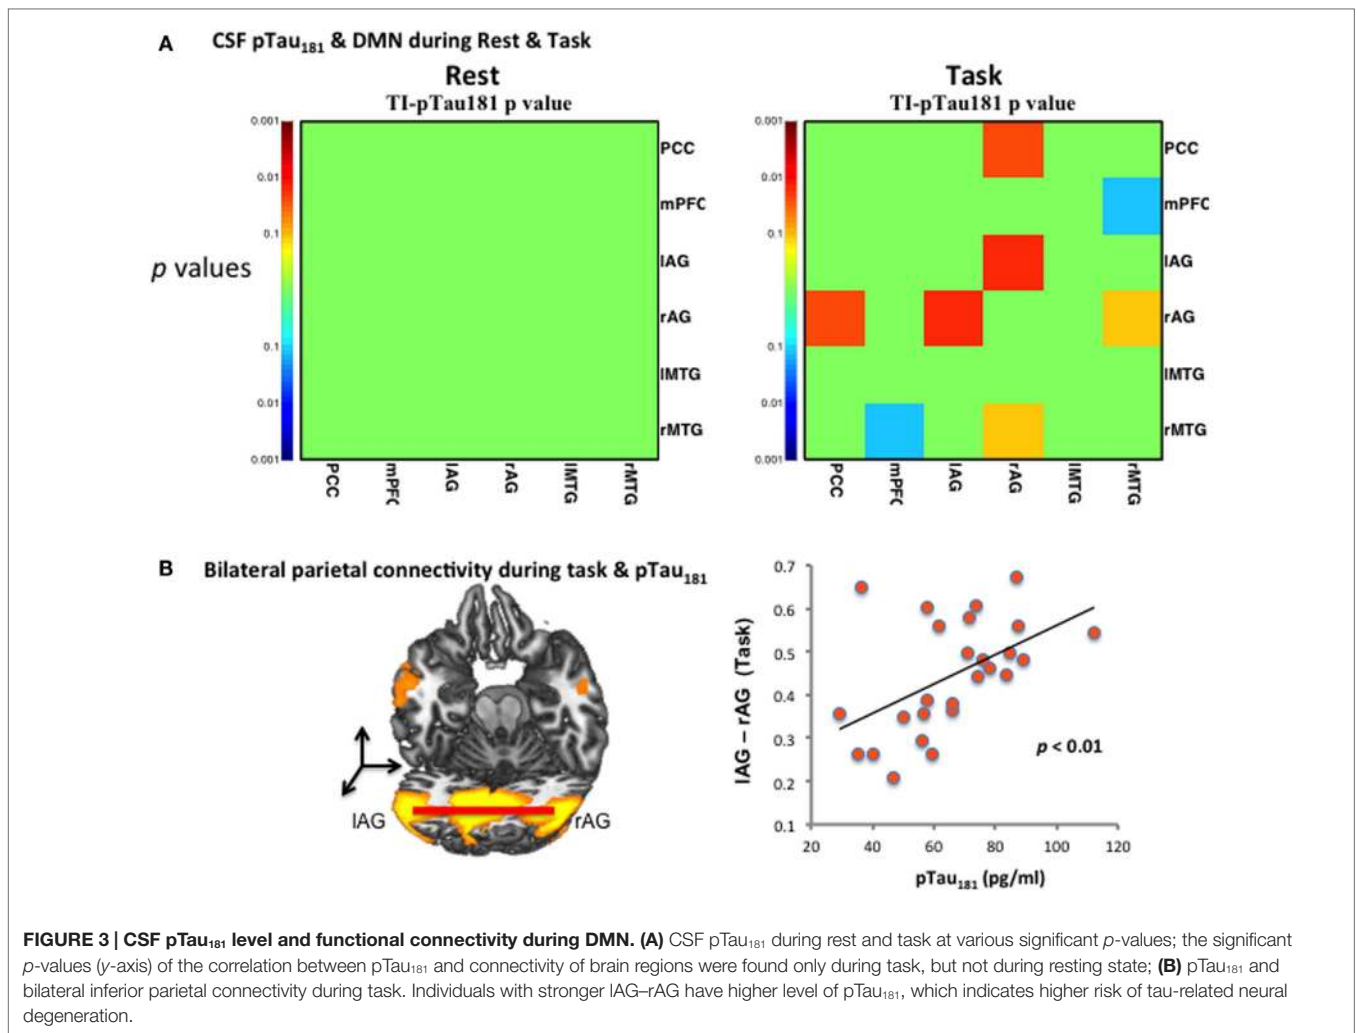 A CSF pTau181 & DMN during Rest & Task
Rest
TI-pTau181 p value
0.001
0.01
0.1
0.1
0.01
0.001
p values
PCC
mPFC
lAG
rAG
lMTG
rMTG
PCC
mPFC
lAG
rAG
lMTG
rMTG
Task
TI-pTau181 p value
0.001
0.01
0.1
0.1
0.01
0.001
PCC
mPFC
lAG
rAG
lMTG
rMTG
PCC
mPFC
lAG
rAG
lMTG
rMTG
B Bilateral parietal connectivity during task & pTau181
lAG
rAG
0.7
0.6
0.5
0.4
0.3
0.2
0.1
lAG – rAG (Task)
p < 0.01
20 40 60 80 100 120
pTau181 (pg/ml)
FIGURE 3 | CSF pTau181 level and functional connectivity during DMN. (A) CSF pTau181 during rest and task at various significant p-values; the significant
p-values (y-axis) of the correlation between pTau181 and connectivity of brain regions were found only during task, but not during resting state; (B) pTau181 and
bilateral inferior parietal connectivity during task. Individuals with stronger lAG–rAG have higher level of pTau181, which indicates higher risk of tau-related neural
degeneration.